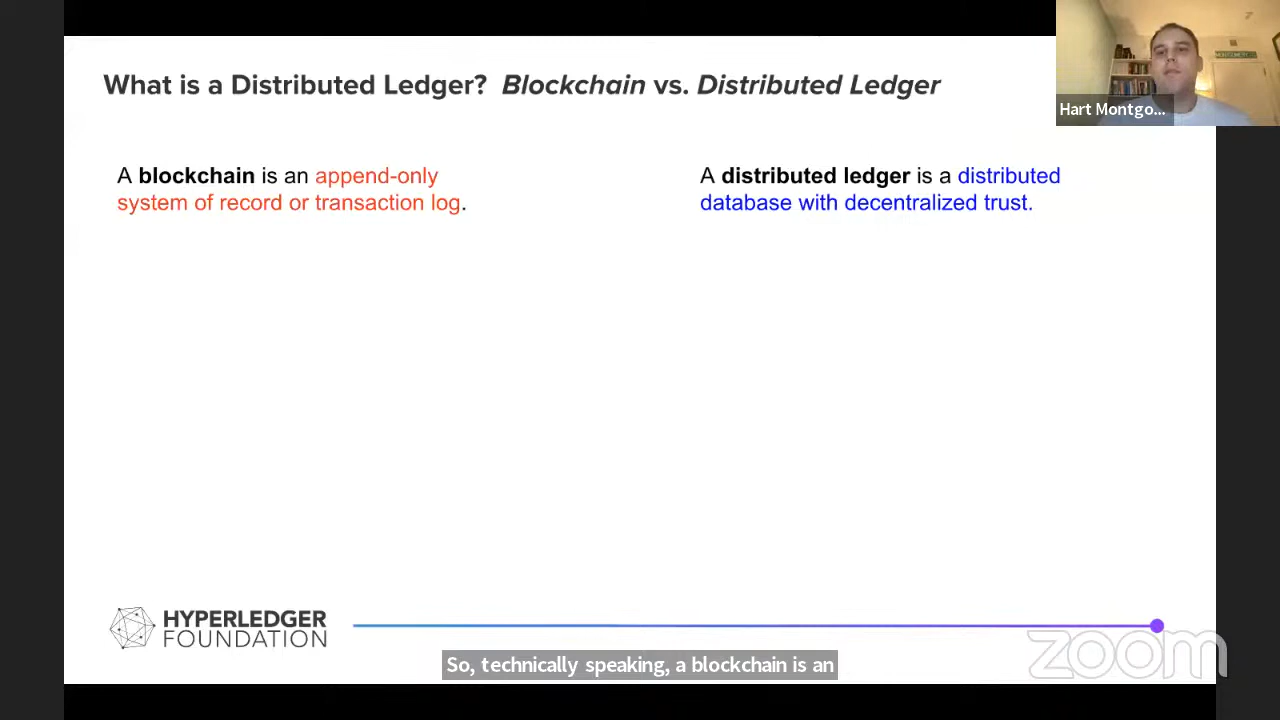 What is a Distributed Ledger? Blockchain vs. Distributed Ledger
Hart Montgo...
A blockchain is an append-only
system of record or transaction log.
A distributed ledger is a distributed
database with decentralized trust.
HYPERLEDGER
FOUNDATION
zoom
So, technically speaking, a blockchain is an